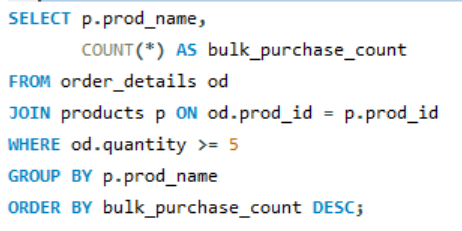 SELECT p.prod_name,
       COUNT(*) AS bulk_purchase_count
FROM order_details od
JOIN products p ON od.prod_id = p.prod_id
WHERE od.quantity >= 5
GROUP BY p.prod_name
ORDER BY bulk_purchase_count DESC;